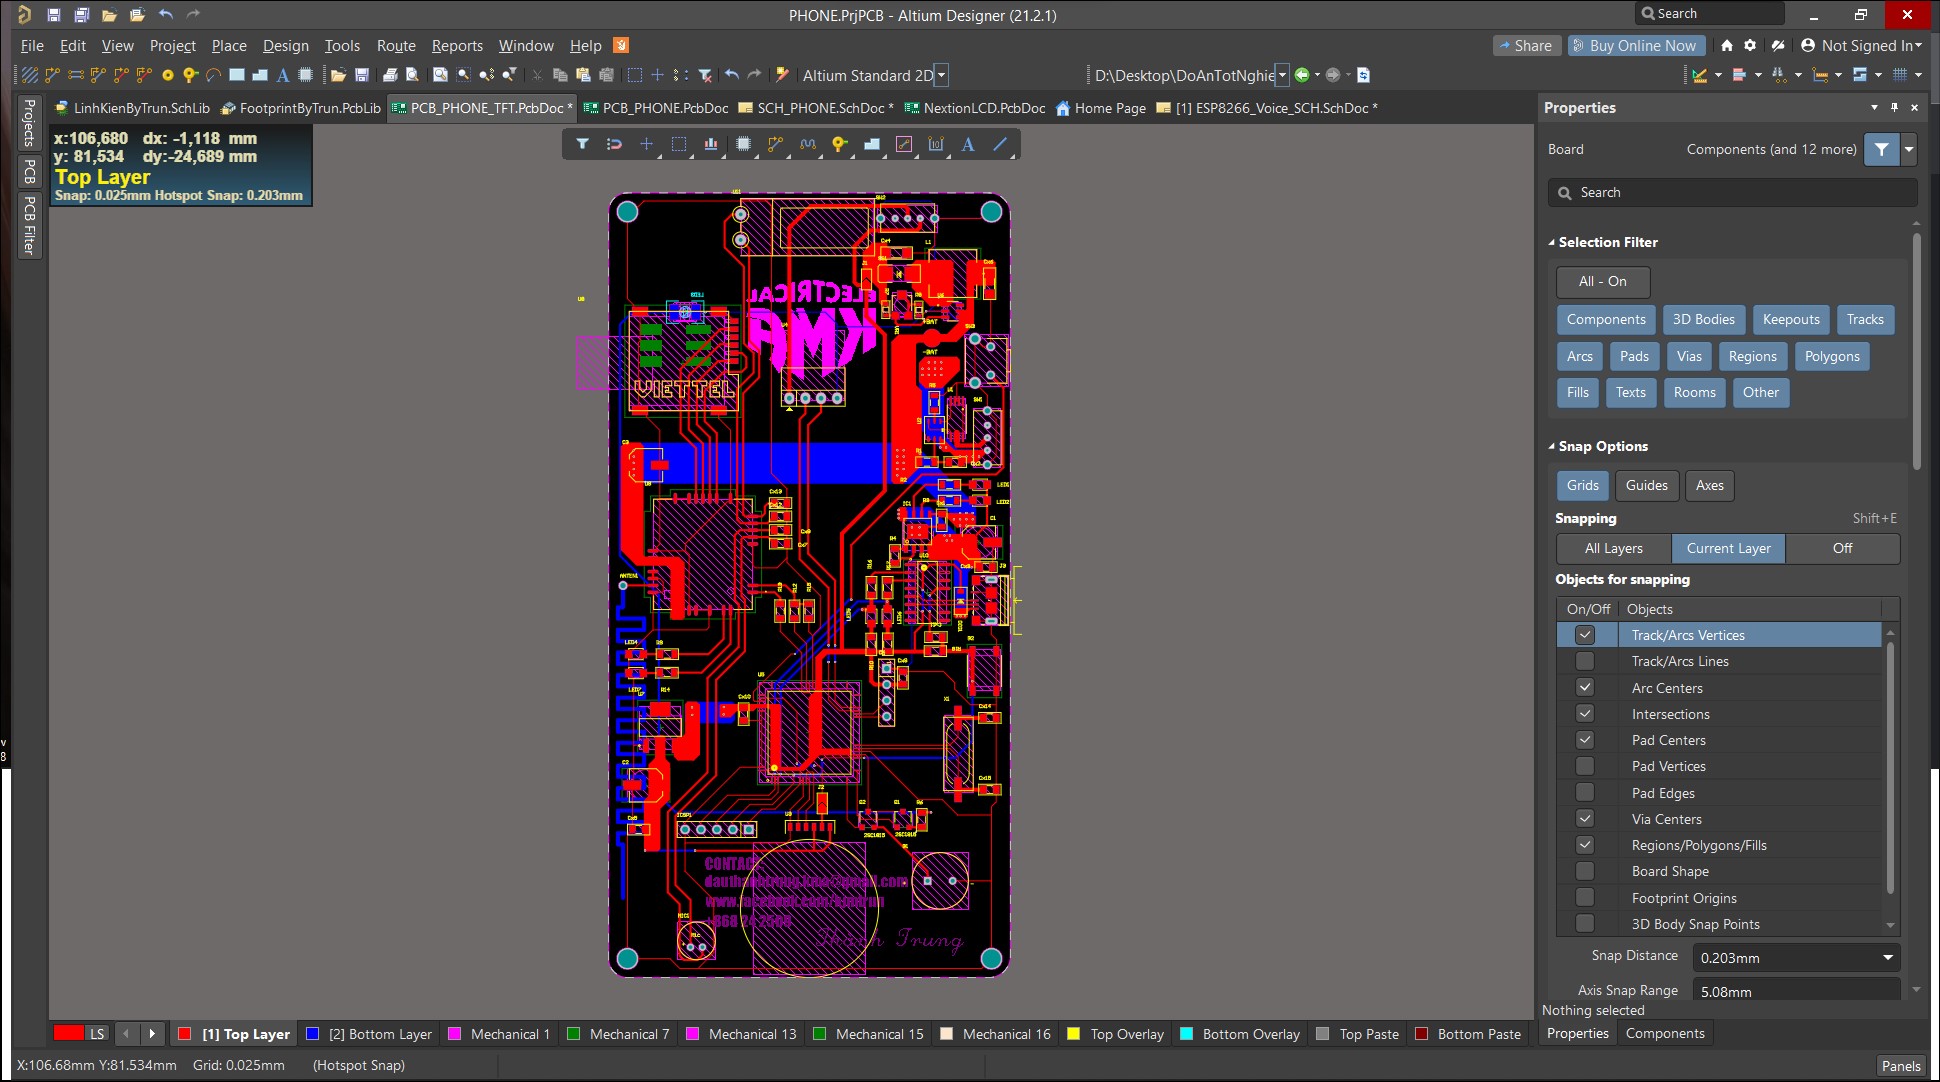 PHONE.PrjPCB - Altium Designer (21.2.1)
Search
File Edit View Project Place Design Tools Route Reports Window Help
Share
Buy Online Now
Not Signed In
Altium Standard 2D
D:\Desktop\DoAnTotNghie
LinhKienByTrun.SchLib
FootprintByTrun.PcbLib
PCB_PHONE_TFT.PcbDoc *
PCB_PHONE.PcbDoc
SCH_PHONE.SchDoc *
NextionLCD.PcbDoc
Home Page
[1] ESP8266_Voice_SCH.SchDoc *
Projects
PCB
PCB Filter
x:106,680 dx: -1,118 mm
y: 81,534 dy:-24,689 mm
Top Layer
Snap: 0.025mm Hotspot Snap: 0.203mm
ELECTRICAL
KMA
VIETTEL
-BAT
ANTEN1
LED1
LED2
ICSP1
MIC1
CONTACT:
Thanh Trung
Properties
Board
Components (and 12 more)
Search
Selection Filter
All - On
Components 3D Bodies Keepouts Tracks
Arcs Pads Vias Regions Polygons
Fills Texts Rooms Other
Snap Options
Grids Guides Axes
Snapping
Shift+E
All Layers Current Layer Off
Objects for snapping
On/Off Objects
Track/Arcs Vertices
Track/Arcs Lines
Arc Centers
Intersections
Pad Centers
Pad Vertices
Pad Edges
Via Centers
Regions/Polygons/Fills
Board Shape
Footprint Origins
3D Body Snap Points
Snap Distance 0.203mm
Axis Snap Range 5.08mm
Nothing selected
Properties Components
LS
[1] Top Layer
[2] Bottom Layer
Mechanical 1
Mechanical 7
Mechanical 13
Mechanical 15
Mechanical 16
Top Overlay
Bottom Overlay
Top Paste
Bottom Paste
X:106.68mm Y:81.534mm Grid: 0.025mm (Hotspot Snap)
Panels